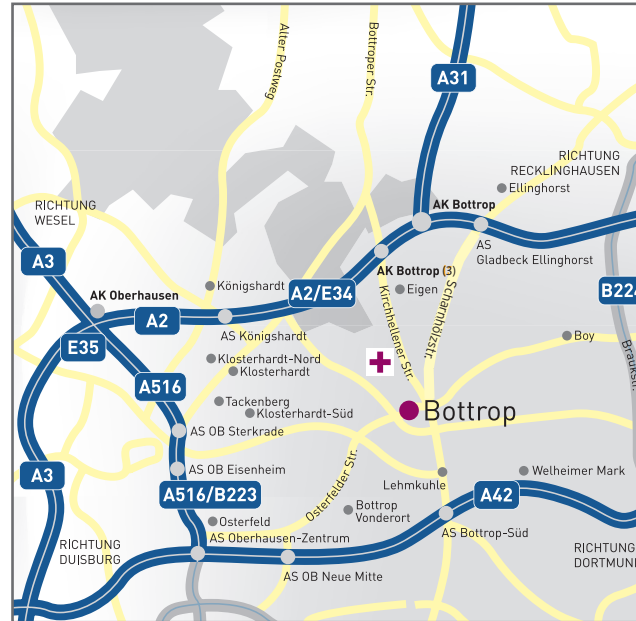 Alter Postweg
Bottroper Str.
A31
RICHTUNG
RECKLINGHAUSEN
Ellinghorst
RICHTUNG
WESEL
AK Bottrop
AS
Gladbeck Ellinghorst
A3
AK Bottrop (3)
Königshardt
A2/E34
Eigen
B224
AK Oberhausen
A2
AS Königshardt
Kirchhellener Str.
Scharnhölzstr.
Boy
Braukstr.
E35
Klosterhardt-Nord
Klosterhardt
A516
Tackenberg
Klosterhardt-Süd
Bottrop
AS OB Sterkrade
AS OB Eisenheim
A3
A516/B223
Osterfelder Str.
Lehmkuhle
Welheimer Mark
A42
Bottrop
Vonderort
Osterfeld
AS Oberhausen-Zentrum
AS Bottrop-Süd
RICHTUNG
DUISBURG
RICHTUNG
DORTMUND
AS OB Neue Mitte